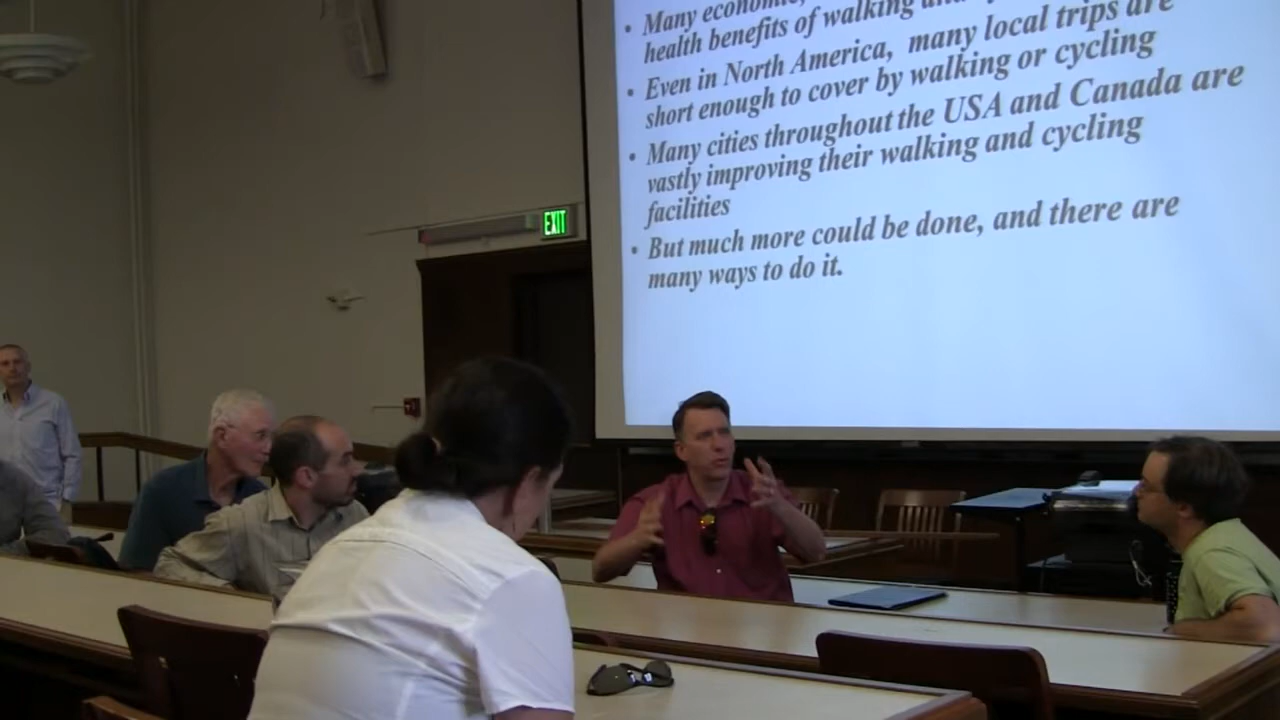 • Many economic,
health benefits of walking
• Even in North America, many local trips are
short enough to cover by walking or cycling
• Many cities throughout the USA and Canada are
vastly improving their walking and cycling
facilities
• But much more could be done, and there are
many ways to do it.
EXIT